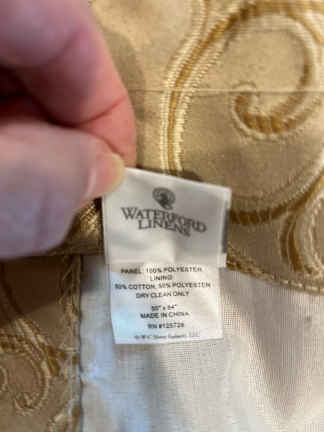 WATERFORD
LINENS
PANEL: 100% POLYESTER
LINING:
50% COTTON, 50% POLYESTER
DRY CLEAN ONLY
50" x 84"
MADE IN CHINA
RN #125728